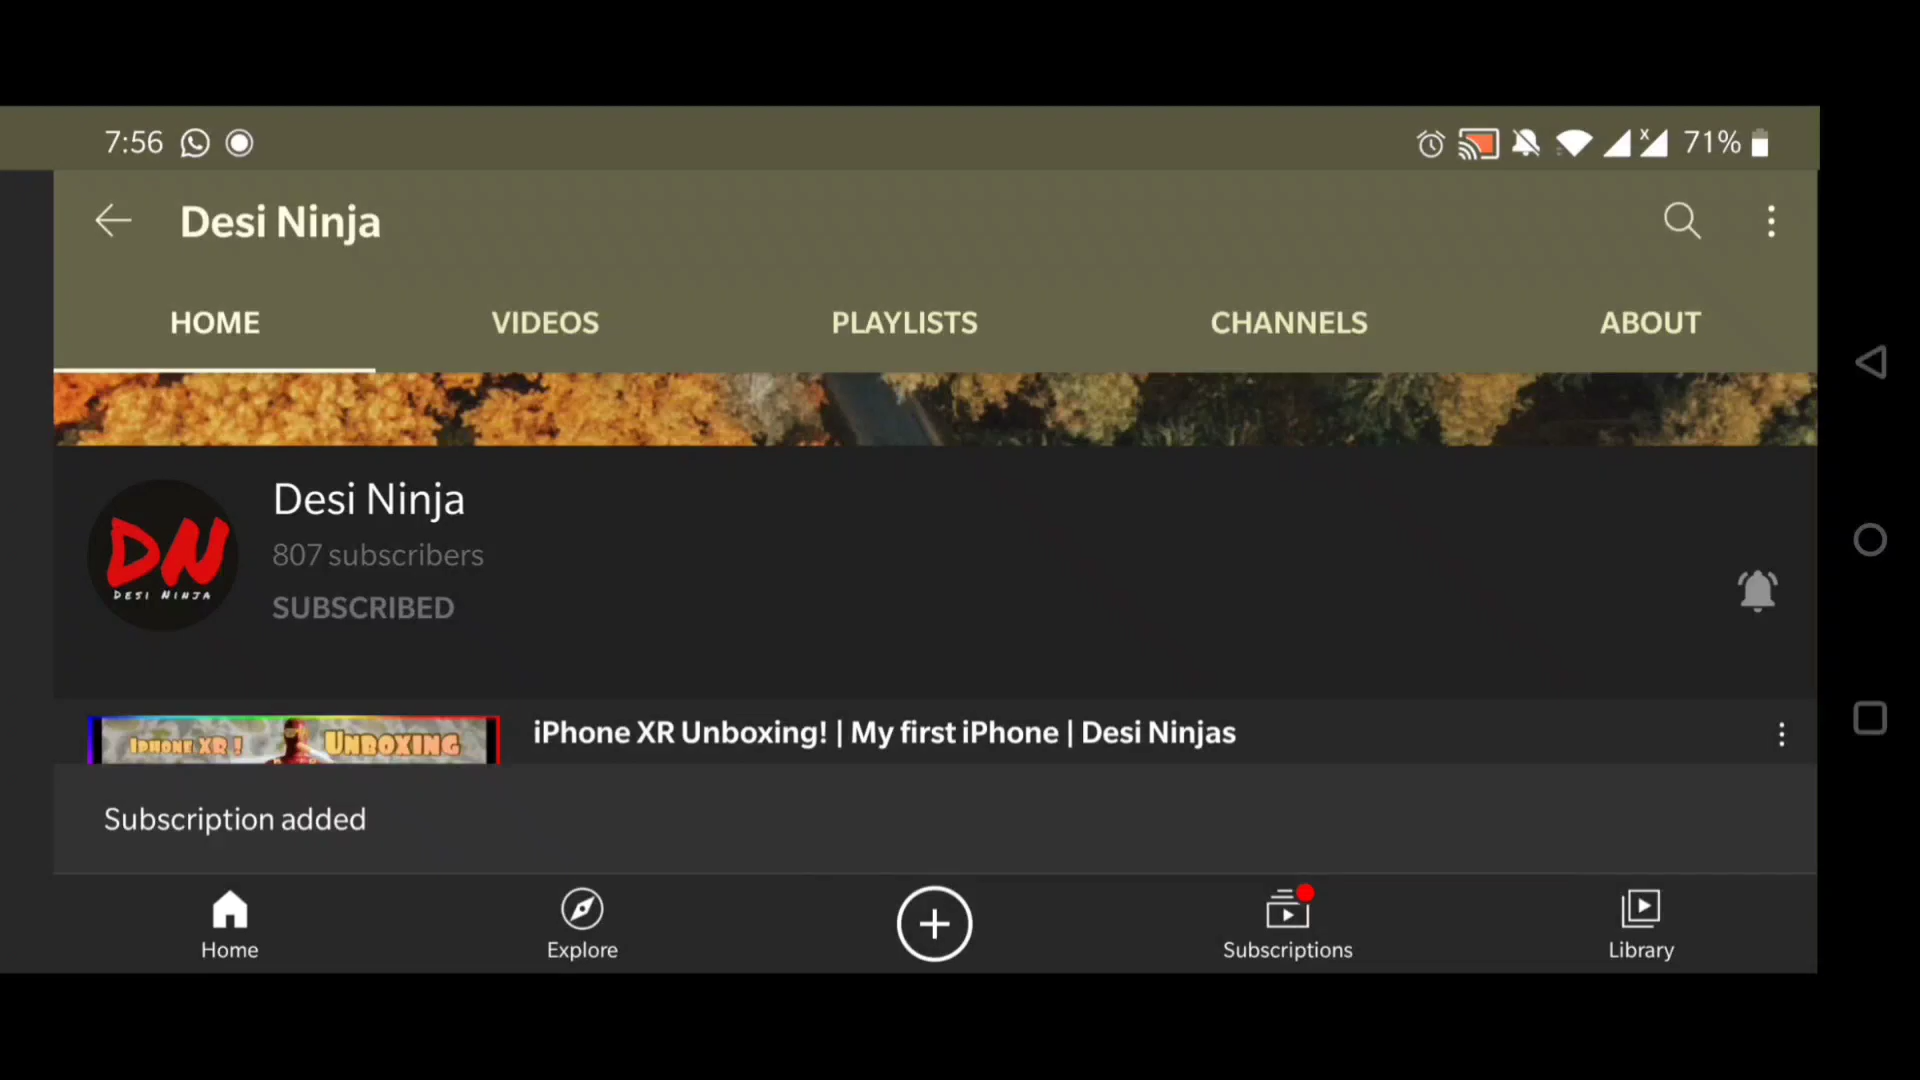 7:56
71%
Desi Ninja
HOME
VIDEOS
PLAYLISTS
CHANNELS
ABOUT
DN
DESI NINJA
Desi Ninja
807 subscribers
SUBSCRIBED
IPHONE XR ! UNBOXING
iPhone XR Unboxing! | My first iPhone | Desi Ninjas
Subscription added
Home
Explore
Subscriptions
Library